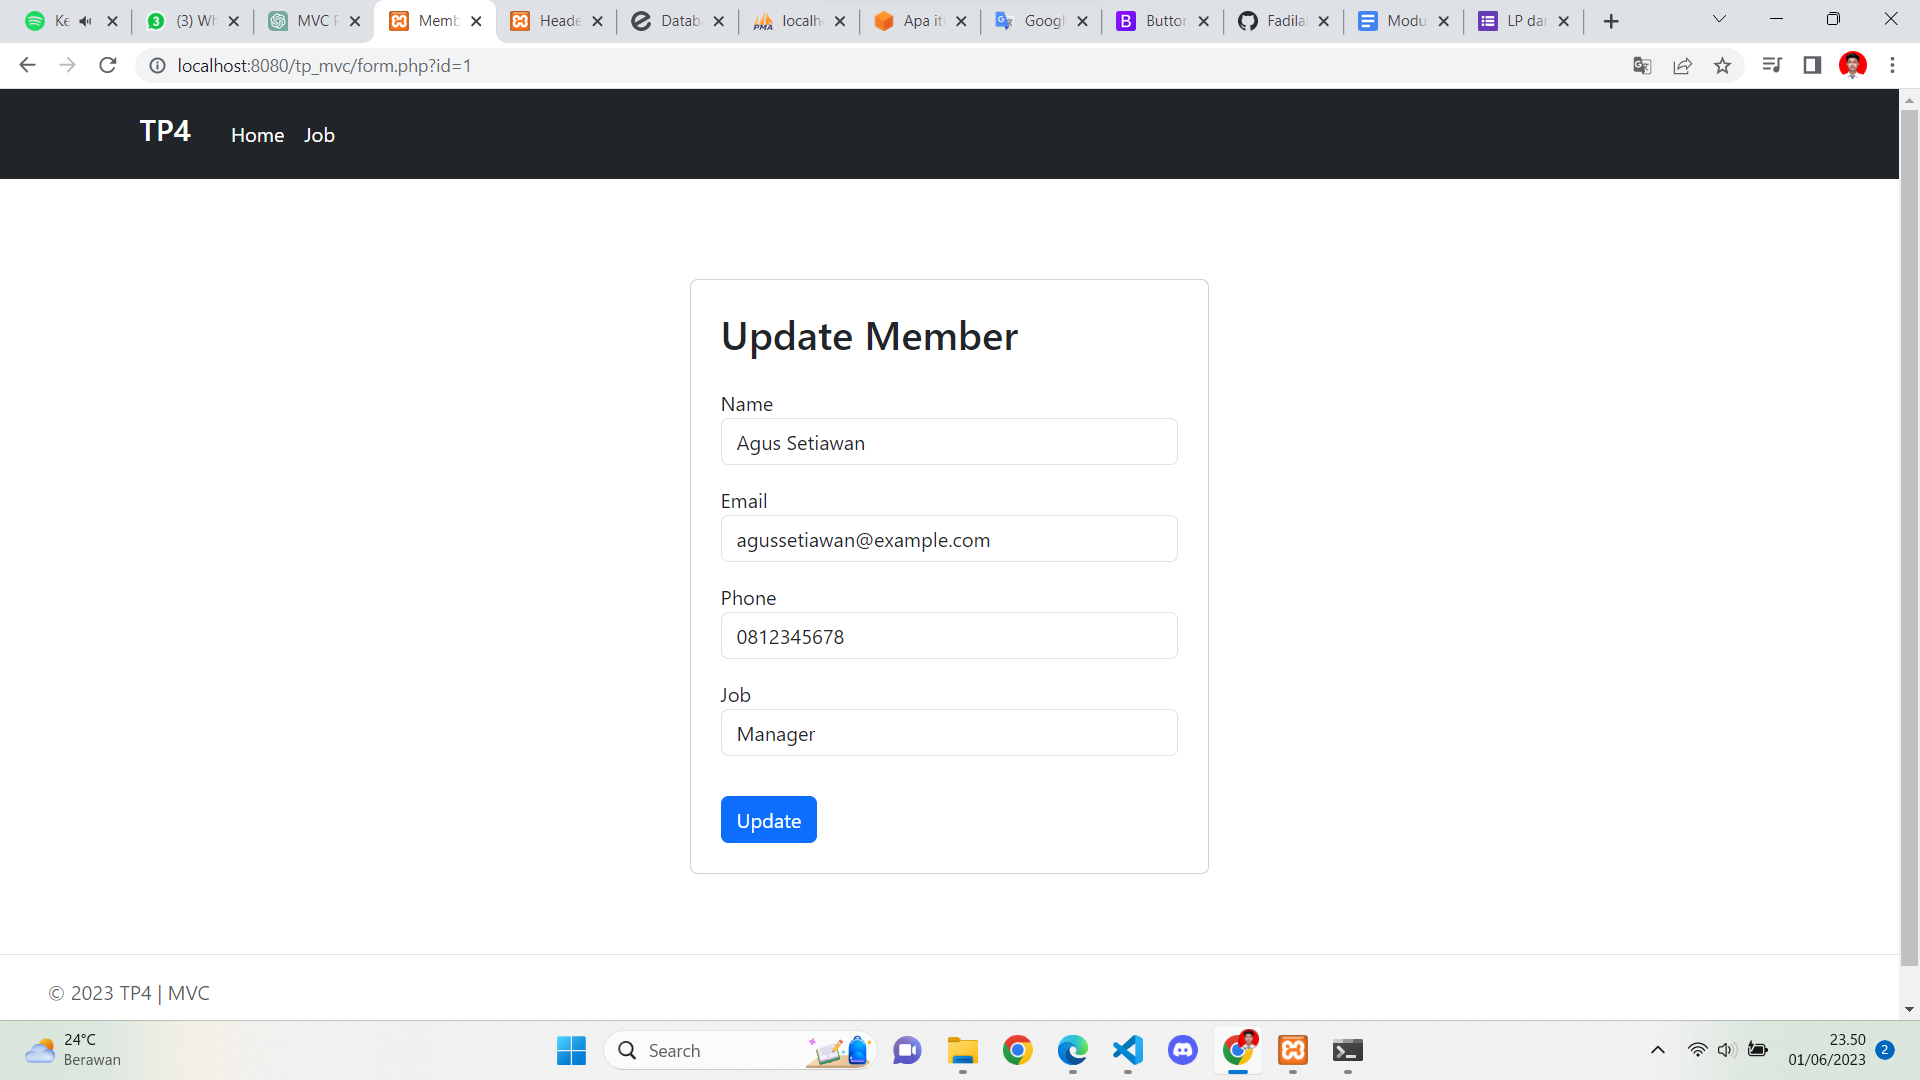 Ke
(3) Wh
MVC P
Memb
Heade
Datab
localho
Apa it
Googl
Button
Fadila
Modu
LP dar
localhost:8080/tp_mvc/form.php?id=1
TP4 Home Job
Update Member
Name
Agus Setiawan
Email
agussetiawan@example.com
Phone
0812345678
Job
Manager
Update
© 2023 TP4 | MVC
24°C
Berawan
Search
23.50
01/06/2023
2